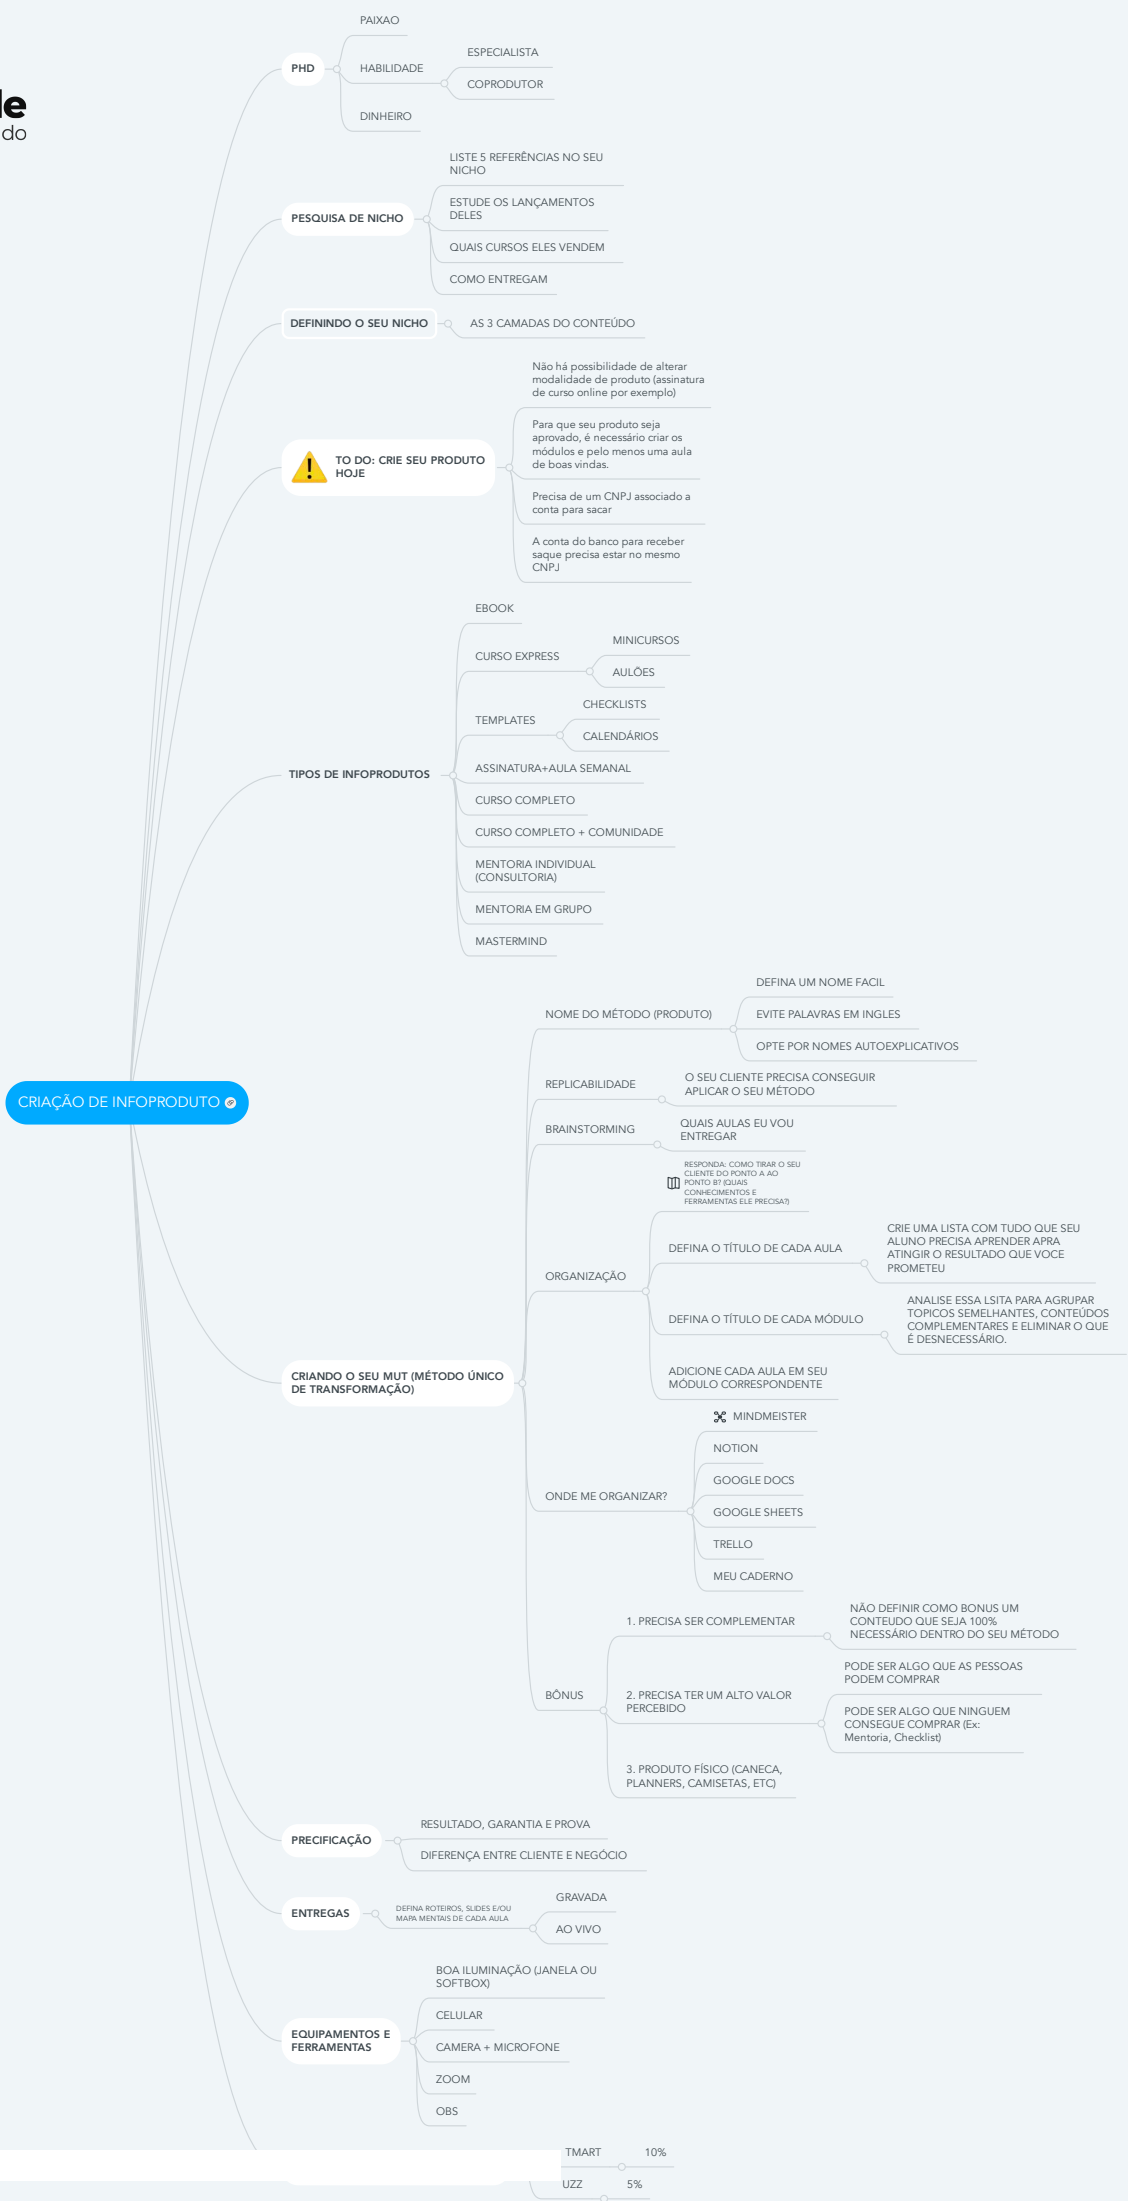 do
PHD
PAIXAO
HABILIDADE
ESPECIALISTA
COPRODUTOR
DINHEIRO
PESQUISA DE NICHO
LISTE 5 REFERÊNCIAS NO SEU
NICHO
ESTUDE OS LANÇAMENTOS
DELES
QUAIS CURSOS ELES VENDEM
COMO ENTREGAM
DEFININDO O SEU NICHO
AS 3 CAMADAS DO CONTEÚDO
TO DO: CRIE SEU PRODUTO
HOJE
Não há possibilidade de alterar
modalidade de produto (assinatura
de curso online por exemplo)
Para que seu produto seja
aprovado, é necessário criar os
módulos e pelo menos uma aula
de boas vindas.
Precisa de um CNPJ associado a
conta para sacar
A conta do banco para receber
saque precisa estar no mesmo
CNPJ
TIPOS DE INFOPRODUTOS
EBOOK
CURSO EXPRESS
MINICURSOS
AULÕES
TEMPLATES
CHECKLISTS
CALENDÁRIOS
ASSINATURA+AULA SEMANAL
CURSO COMPLETO
CURSO COMPLETO + COMUNIDADE
MENTORIA INDIVIDUAL
(CONSULTORIA)
MENTORIA EM GRUPO
MASTERMIND
CRIAÇÃO DE INFOPRODUTO
CRIANDO O SEU MUT (MÉTODO ÚNICO
DE TRANSFORMAÇÃO)
NOME DO MÉTODO (PRODUTO)
DEFINA UM NOME FACIL
EVITE PALAVRAS EM INGLES
OPTE POR NOMES AUTOEXPLICATIVOS
REPLICABILIDADE
O SEU CLIENTE PRECISA CONSEGUIR
APLICAR O SEU MÉTODO
BRAINSTORMING
QUAIS AULAS EU VOU
ENTREGAR
ORGANIZAÇÃO
RESPONDA: COMO TIRAR O SEU
CLIENTE DO PONTO A AO
PONTO B? (QUAIS
CONHECIMENTOS E
FERRAMENTAS ELE PRECISA?)
DEFINA O TÍTULO DE CADA AULA
CRIE UMA LISTA COM TUDO QUE SEU
ALUNO PRECISA APRENDER APRA
ATINGIR O RESULTADO QUE VOCE
PROMETEU
DEFINA O TÍTULO DE CADA MÓDULO
ANALISE ESSA LSITA PARA AGRUPAR
TOPICOS SEMELHANTES, CONTEÚDOS
COMPLEMENTARES E ELIMINAR O QUE
É DESNECESSÁRIO.
ADICIONE CADA AULA EM SEU
MÓDULO CORRESPONDENTE
ONDE ME ORGANIZAR?
MINDMEISTER
NOTION
GOOGLE DOCS
GOOGLE SHEETS
TRELLO
MEU CADERNO
BÔNUS
1. PRECISA SER COMPLEMENTAR
NÃO DEFINIR COMO BONUS UM
CONTEUDO QUE SEJA 100%
NECESSÁRIO DENTRO DO SEU MÉTODO
2. PRECISA TER UM ALTO VALOR
PERCEBIDO
PODE SER ALGO QUE AS PESSOAS
PODEM COMPRAR
PODE SER ALGO QUE NINGUEM
CONSEGUE COMPRAR (Ex:
Mentoria, Checklist)
3. PRODUTO FÍSICO (CANECA,
PLANNERS, CAMISETAS, ETC)
PRECIFICAÇÃO
RESULTADO, GARANTIA E PROVA
DIFERENÇA ENTRE CLIENTE E NEGÓCIO
ENTREGAS
DEFINA ROTEIROS, SLIDES E/OU
MAPA MENTAIS DE CADA AULA
GRAVADA
AO VIVO
EQUIPAMENTOS E
FERRAMENTAS
BOA ILUMINAÇÃO (JANELA OU
SOFTBOX)
CELULAR
CAMERA + MICROFONE
ZOOM
OBS
TMART 10%
UZZ 5%